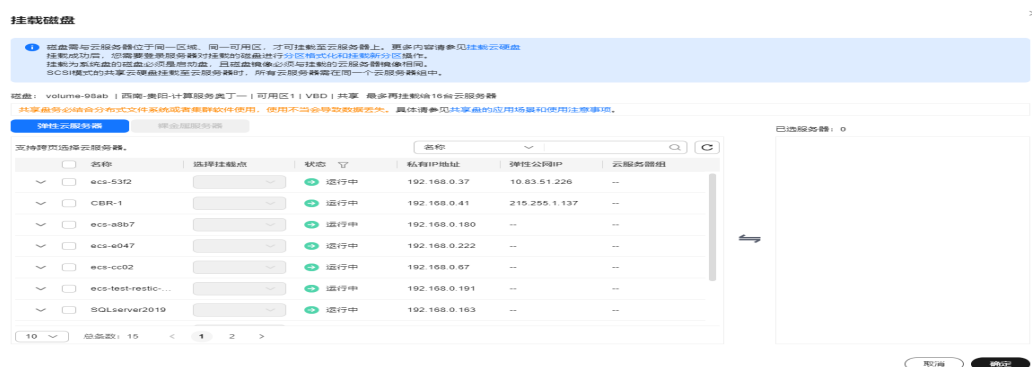 挂载磁盘
磁盘需与云服务器位于同一区域、同一可用区，才可挂载至云服务器上。更多内容请参见挂载云硬盘
挂载成功后，您需要登录服务器对挂载的磁盘进行分区格式化和挂载新分区操作。
挂载为系统盘的磁盘必须是启动盘，且磁盘镜像必须与挂载的云服务器镜像相同。
SCSI模式的共享云硬盘挂载至云服务器时，所有云服务器需在同一个云服务器组中。
磁盘：volume-98ab | 西南-贵阳-计算服务奥丁一 | 可用区1 | VBD | 共享 最多再挂载给16台云服务器
共享盘务必结合分布式文件系统或者集群软件使用，使用不当会导致数据丢失。具体请参见共享盘的应用场景和使用注意事项。
弹性云服务器 裸金属服务器 已选服务器：0
支持跨页选择云服务器。 名称
名称 选择挂载点 状态 私有IP地址 弹性公网IP 云服务器组
ecs-53f2 运行中 192.168.0.37 10.83.51.226 --
CBR-1 运行中 192.168.0.41 215.255.1.137 --
ecs-a8b7 运行中 192.168.0.180 -- --
ecs-e047 运行中 192.168.0.222 -- --
ecs-cc02 运行中 192.168.0.67 -- --
ecs-test-restic-... 运行中 192.168.0.191 -- --
SQLserver2019 运行中 192.168.0.163 -- --
10 总条数：15 < 1 2 >
取消 确定